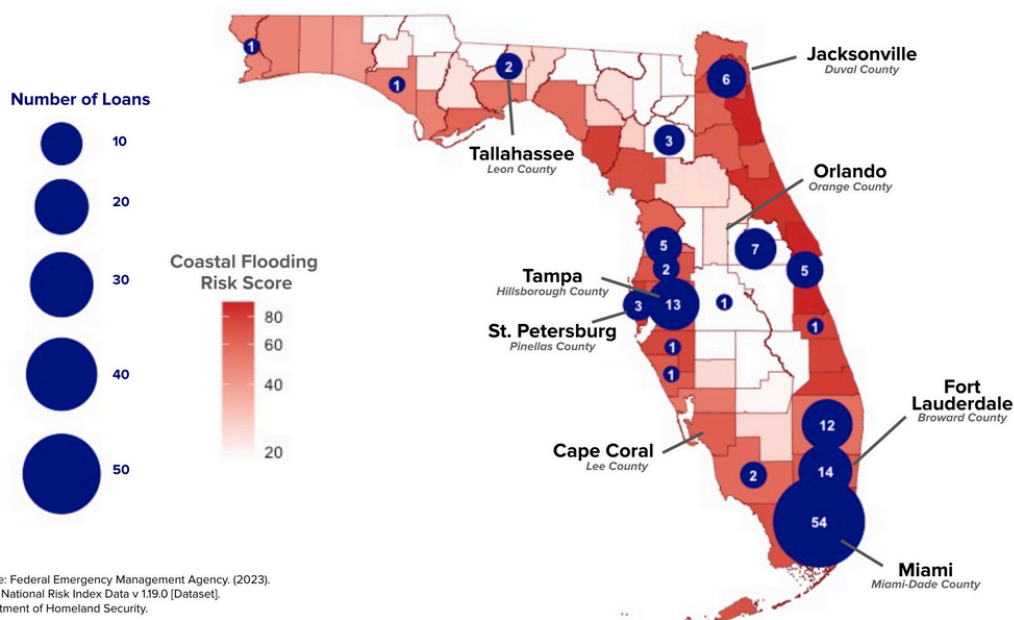 Number of Loans
10
20
30
40
50
Coastal Flooding
Risk Score
80
60
40
20
1
1
2
6
3
5
2
7
5
3
13
1
1
1
1
12
14
2
54
Jacksonville
Duval County
Tallahassee
Leon County
Orlando
Orange County
Tampa
Hillsborough County
St. Petersburg
Pinellas County
Fort
Lauderdale
Broward County
Cape Coral
Lee County
Miami
Miami-Dade County
e: Federal Emergency Management Agency. (2023).
National Risk Index Data v 1.19.0 [Dataset].
tment of Homeland Security.